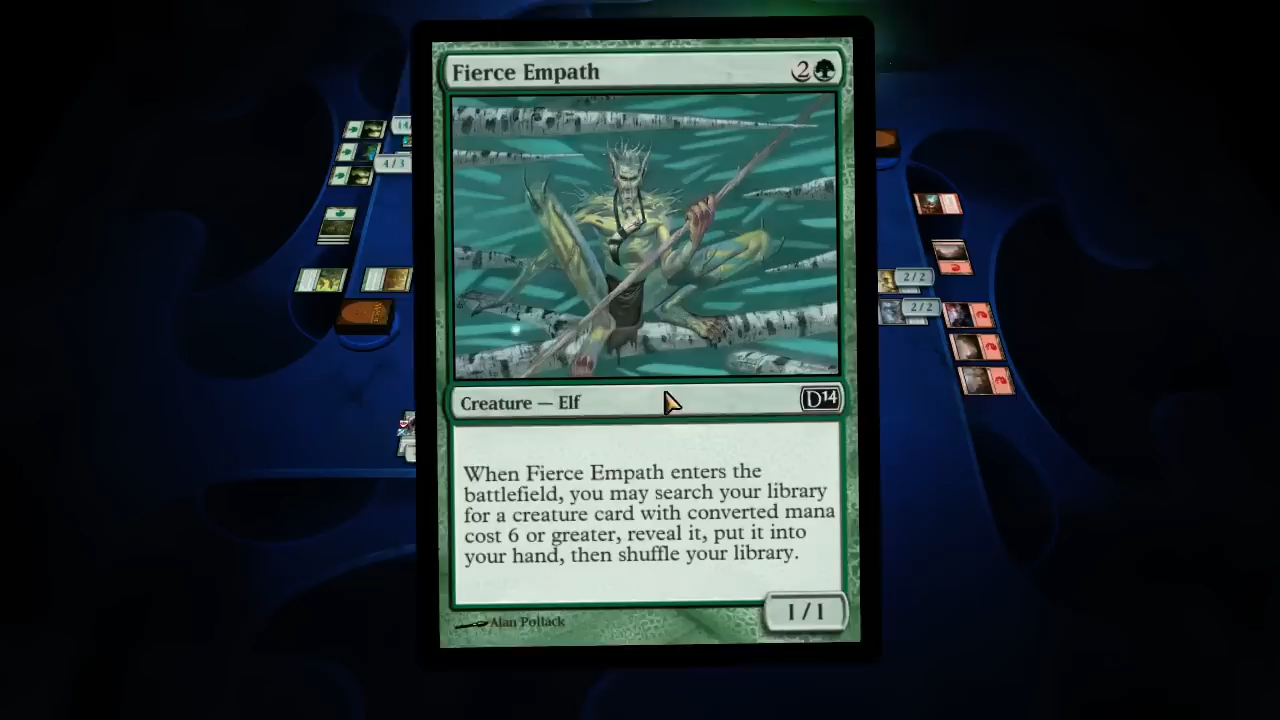 Fierce Empath
2
Creature — Elf
D14
When Fierce Empath enters the
battlefield, you may search your library
for a creature card with converted mana
cost 6 or greater, reveal it, put it into
your hand, then shuffle your library.
1/1
Alan Pollack
4/3
2/2
2/2